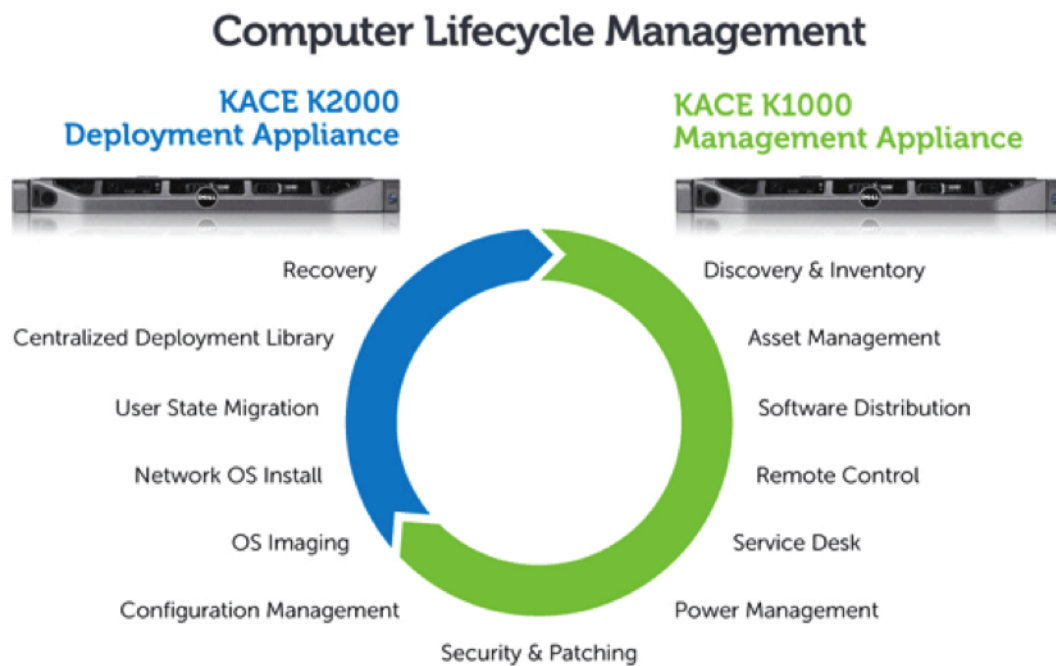 Computer Lifecycle Management
KACE K2000
Deployment Appliance
KACE K1000
Management Appliance
DELL
DELL
Recovery
Discovery & Inventory
Centralized Deployment Library
Asset Management
User State Migration
Software Distribution
Network OS Install
Remote Control
OS Imaging
Service Desk
Configuration Management
Power Management
Security & Patching